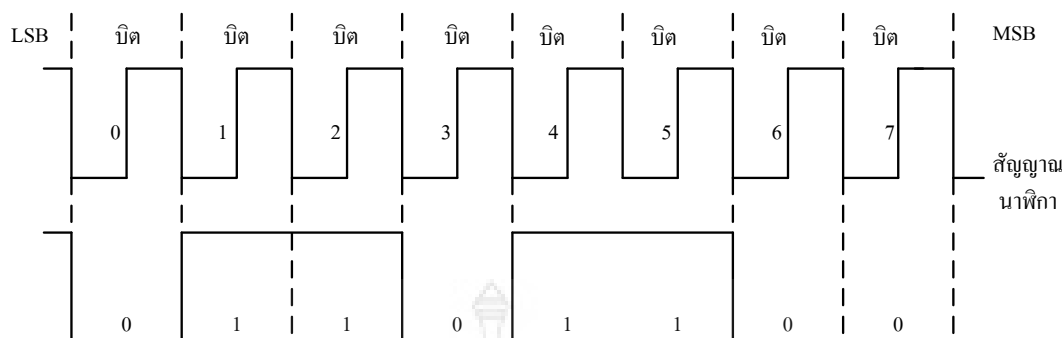 LSB บิต บิต บิต บิต บิต บิต บิต บิต MSB
0 1 2 3 4 5 6 7
สัญญาณ
นาฬิกา
0 1 1 0 1 1 0 0